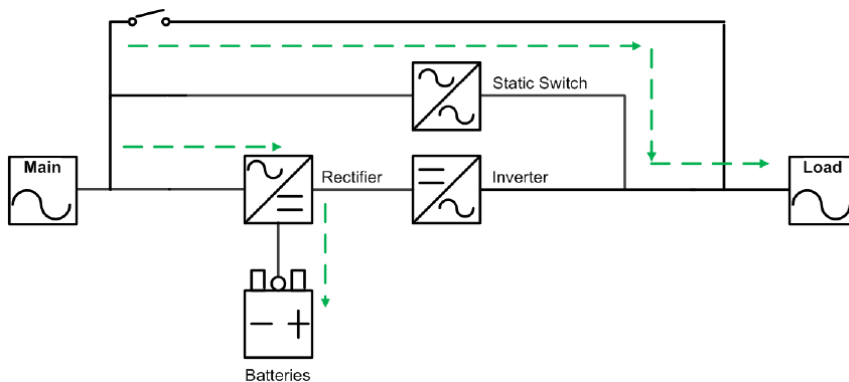 Static Switch
Main
Rectifier
Inverter
Load
Batteries